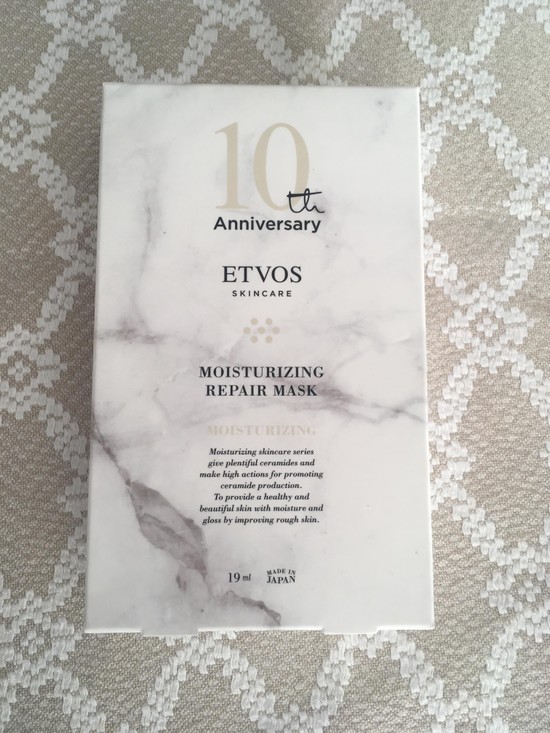 10th
Anniversary
ETVOS
SKINCARE
MOISTURIZING
REPAIR MASK
MOISTURIZING
Moisturizing skincare series
give plentiful ceramides and
make high actions for promoting
ceramide production.
To provide a healthy and
beautiful skin with moisture and
gloss by improving rough skin.
19 ml MADE IN
JAPAN